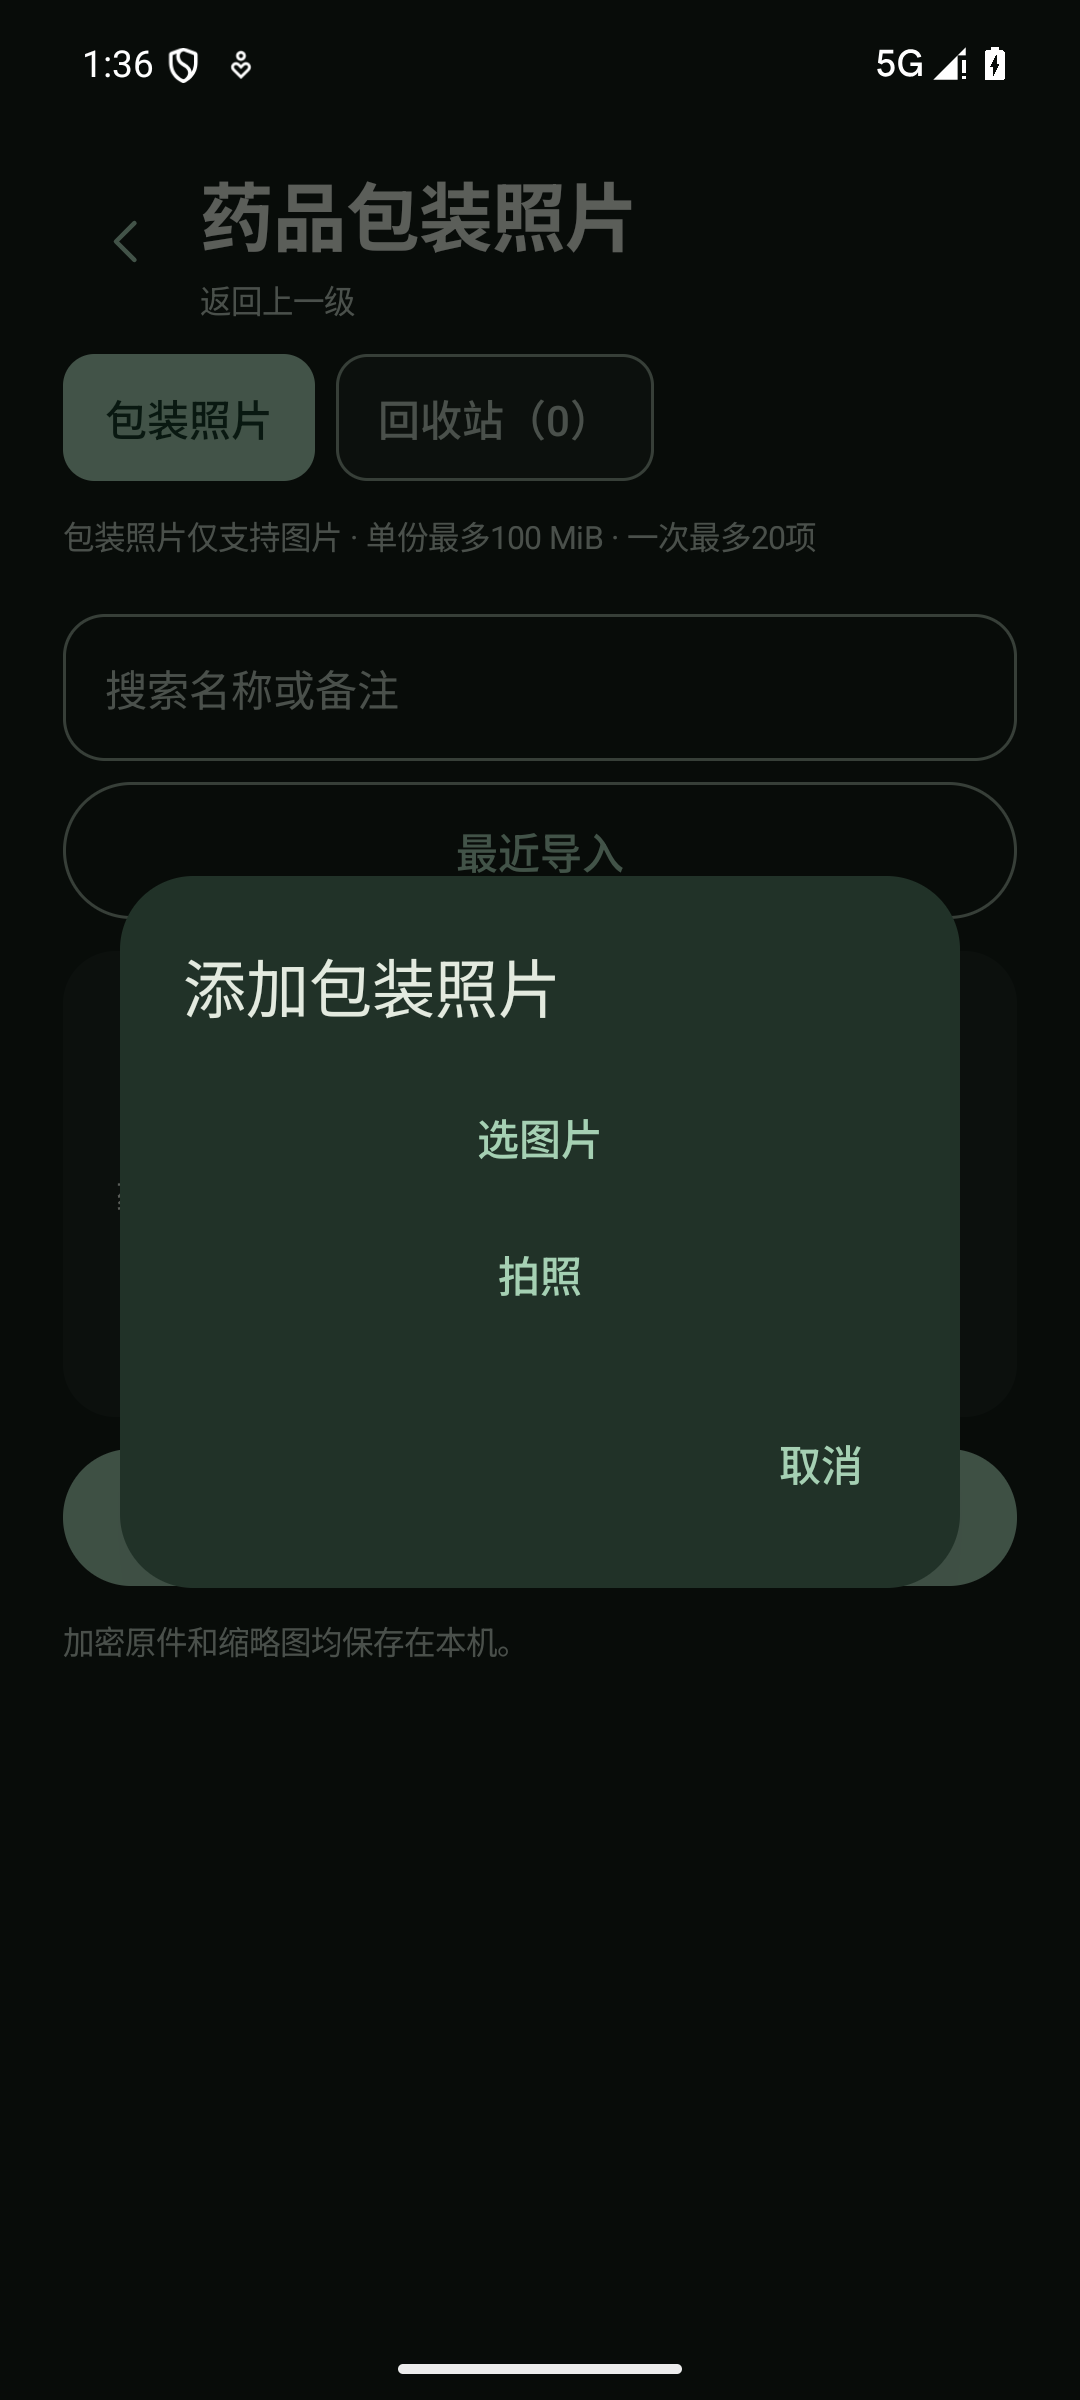 1:36
5G
药品包装照片
返回上一级
包装照片
回收站（0）
包装照片仅支持图片 · 单份最多100 MiB · 一次最多20项
搜索名称或备注
最近导入
添加包装照片
选图片
拍照
取消
加密原件和缩略图均保存在本机。